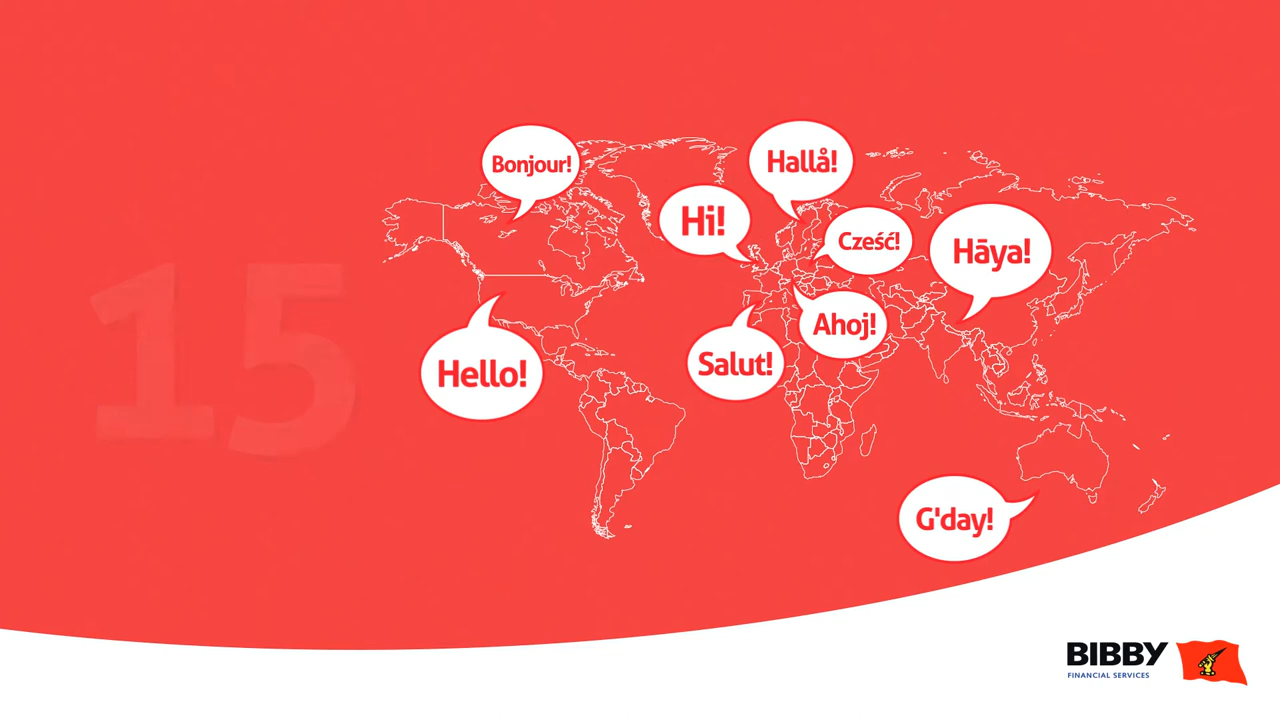 Bonjour!
Hallå!
Hi!
Cześć!
Hāya!
Ahoj!
Salut!
Hello!
15
G'day!
BIBBY
FINANCIAL SERVICES